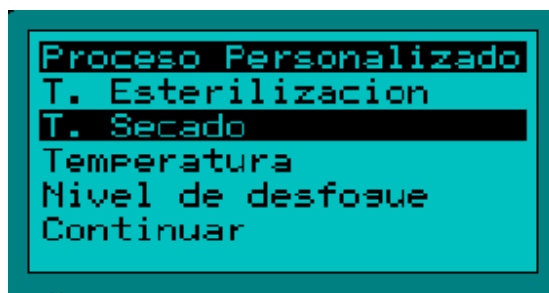 Proceso Personalizado
T. Esterilizacion
T. Secado
Temperatura
Nivel de desfogue
Continuar